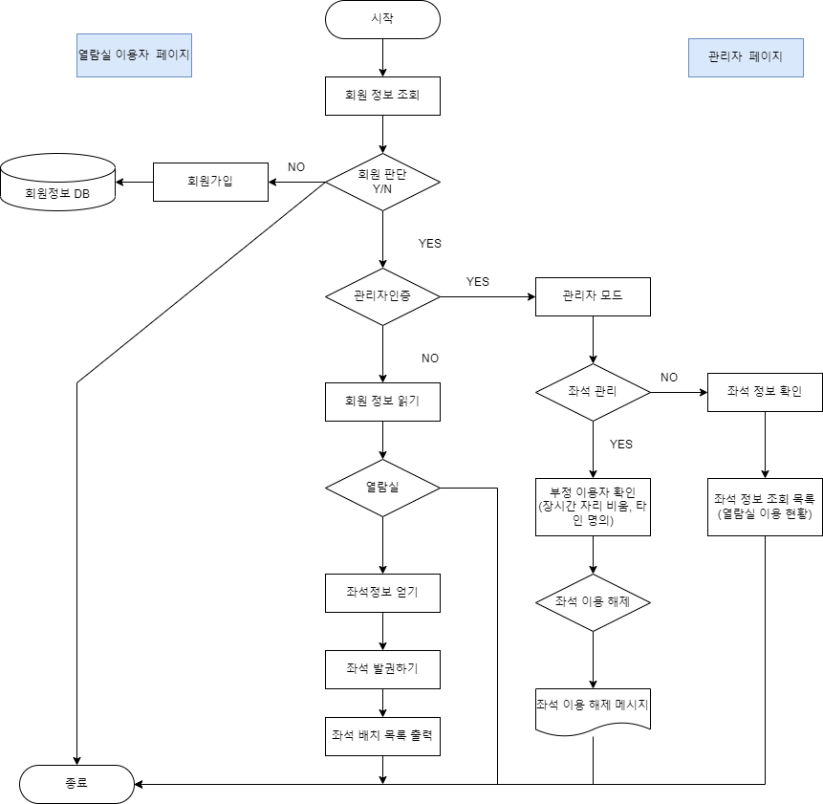 시작
열람실 이용자 페이지
관리자 페이지
회원 정보 조회
회원 판단
Y/N
NO
회원가입
회원정보 DB
YES
관리자인증
YES
관리자 모드
NO
회원 정보 읽기
좌석 관리
NO
좌석 정보 확인
YES
열람실
부정 이용자 확인
(장시간 자리 비움, 타
인 명의)
좌석 정보 조회 목록
(열람실 이용 현황)
좌석정보 얻기
좌석 이용 해제
좌석 발권하기
좌석 이용 해제 메시지
좌석 배치 목록 출력
종료